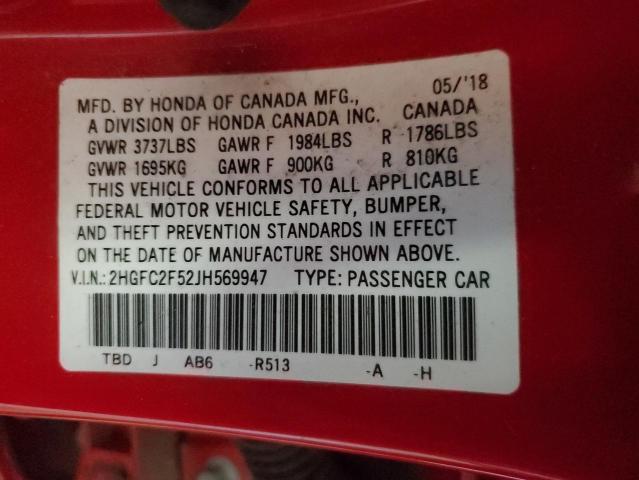 05/'18
MFD. BY HONDA OF CANADA MFG.,
A DIVISION OF HONDA CANADA INC. CANADA
GVWR 3737LBS GAWR F 1984LBS R 1786LBS
GVWR 1695KG GAWR F 900KG R 810KG
THIS VEHICLE CONFORMS TO ALL APPLICABLE
FEDERAL MOTOR VEHICLE SAFETY, BUMPER,
AND THEFT PREVENTION STANDARDS IN EFFECT
ON THE DATE OF MANUFACTURE SHOWN ABOVE.
V.I.N.: 2HGFC2F52JH569947 TYPE: PASSENGER CAR
TBD J AB6 -R513 -A -H